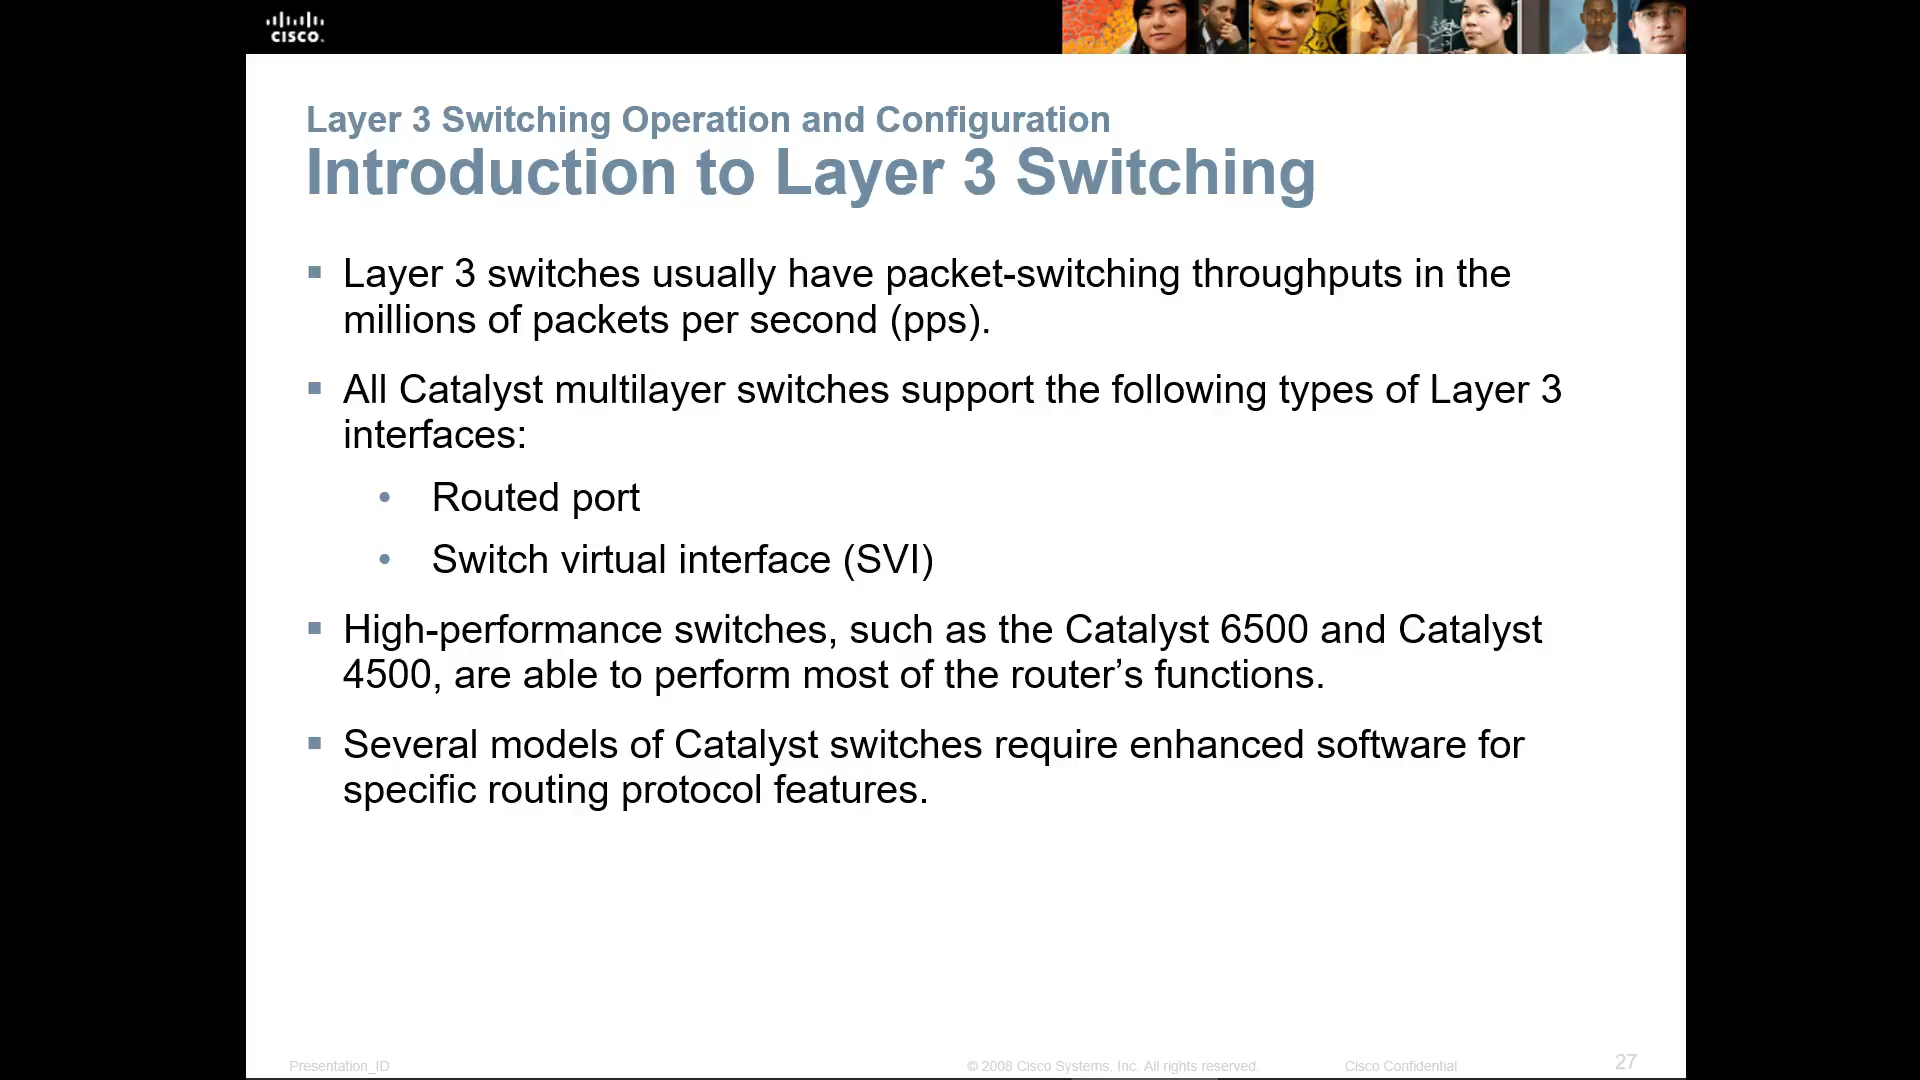 CISCO
Layer 3 Switching Operation and Configuration
Introduction to Layer 3 Switching
▪ Layer 3 switches usually have packet-switching throughputs in the
millions of packets per second (pps).
▪ All Catalyst multilayer switches support the following types of Layer 3
interfaces:
• Routed port
• Switch virtual interface (SVI)
▪ High-performance switches, such as the Catalyst 6500 and Catalyst
4500, are able to perform most of the router’s functions.
▪ Several models of Catalyst switches require enhanced software for
specific routing protocol features.
Presentation_ID © 2008 Cisco Systems, Inc. All rights reserved. Cisco Confidential 27